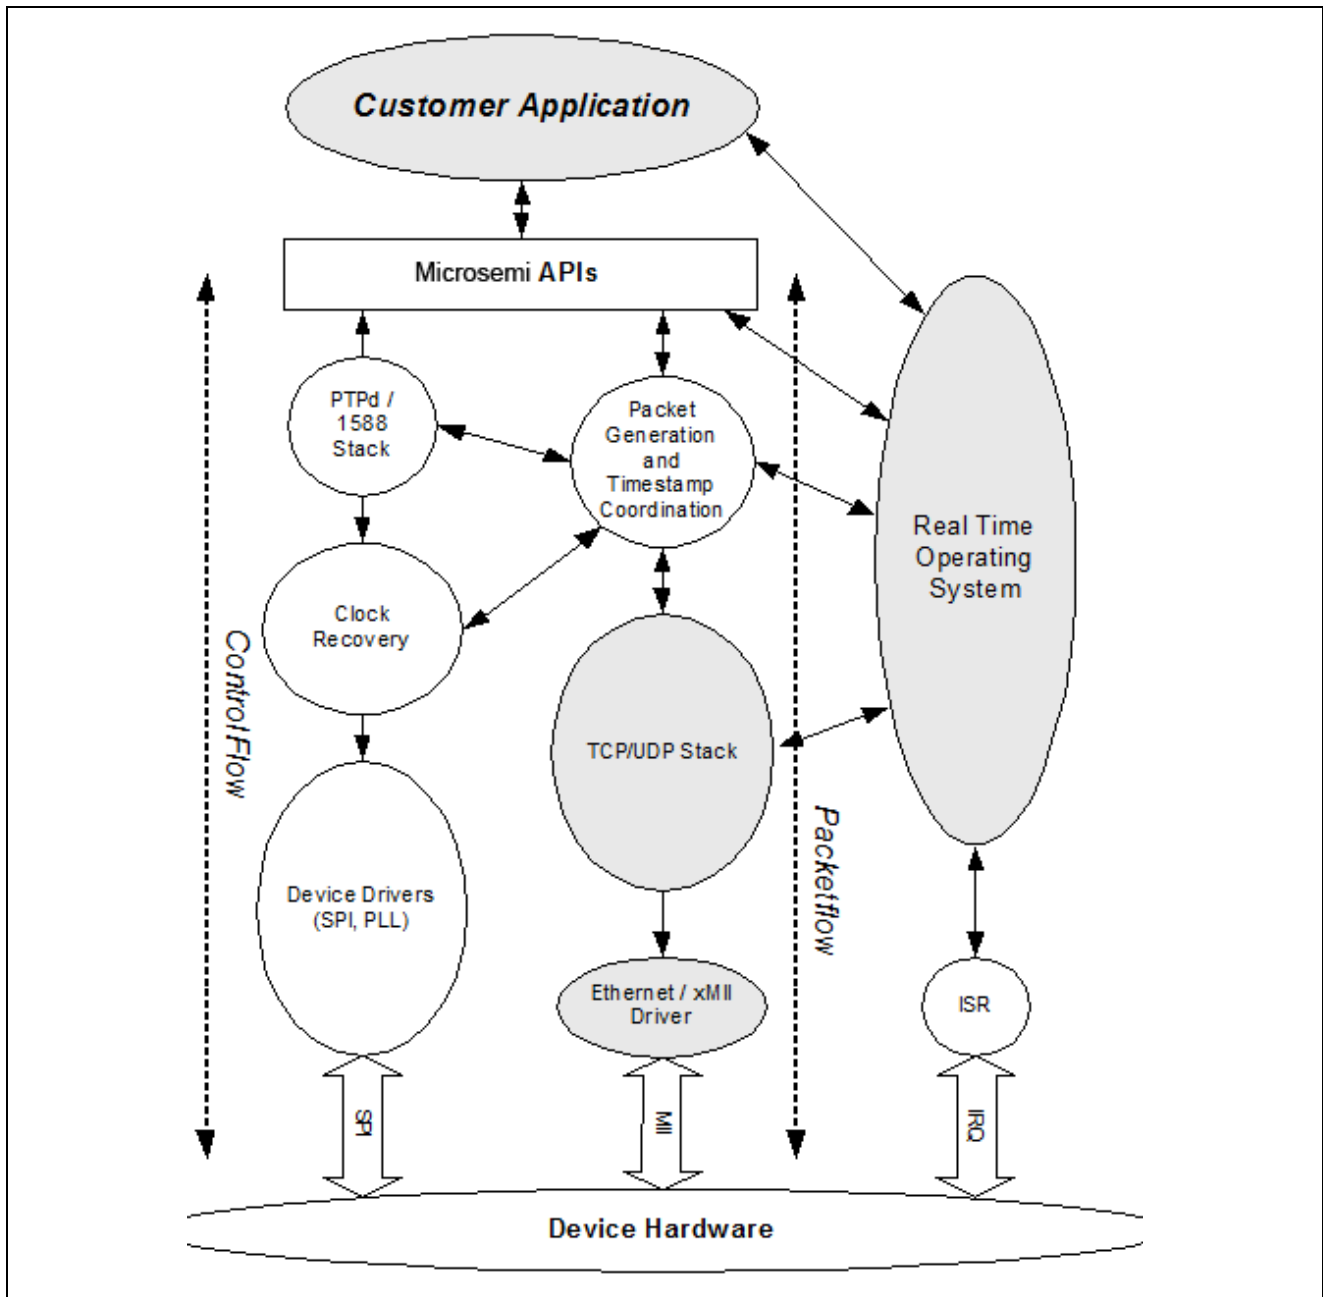 Customer Application
Microsemi APIs
PTPd /
1588
Stack
Packet
Generation
and
Timestamp
Coordination
Real Time
Operating
System
Clock
Recovery
Control Flow
TCP/UDP Stack
Packetflow
Device Drivers
(SPI, PLL)
Ethernet / xMII
Driver
ISR
SPI
MII
IRQ
Device Hardware